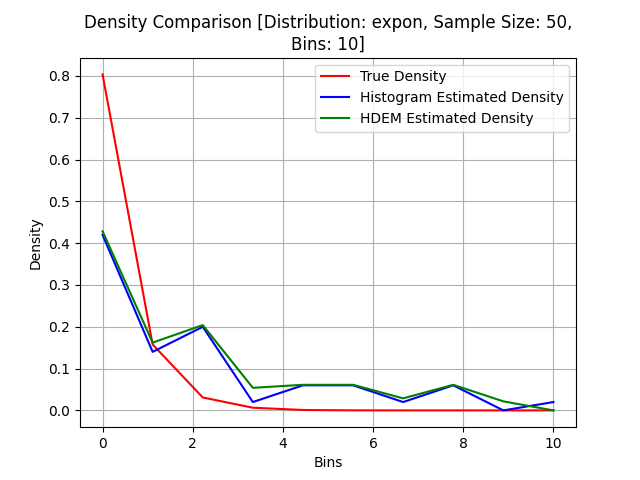 Density Comparison [Distribution: expon, Sample Size: 50,
Bins: 10]
True Density
Histogram Estimated Density
HDEM Estimated Density
Density
0.8
0.7
0.6
0.5
0.4
0.3
0.2
0.1
0.0
0 2 4 6 8 10
Bins